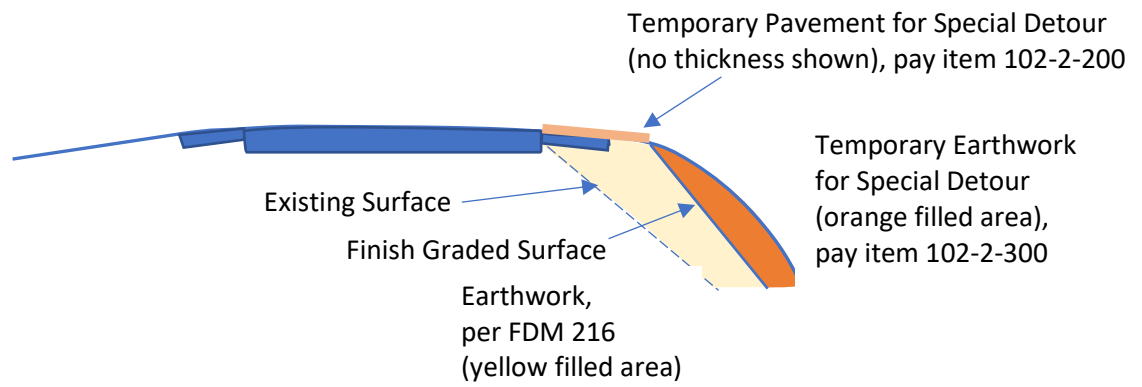 Temporary Pavement for Special Detour
(no thickness shown), pay item 102-2-200
Temporary Earthwork
for Special Detour
(orange filled area),
pay item 102-2-300
Existing Surface
Finish Graded Surface
Earthwork,
per FDM 216
(yellow filled area)